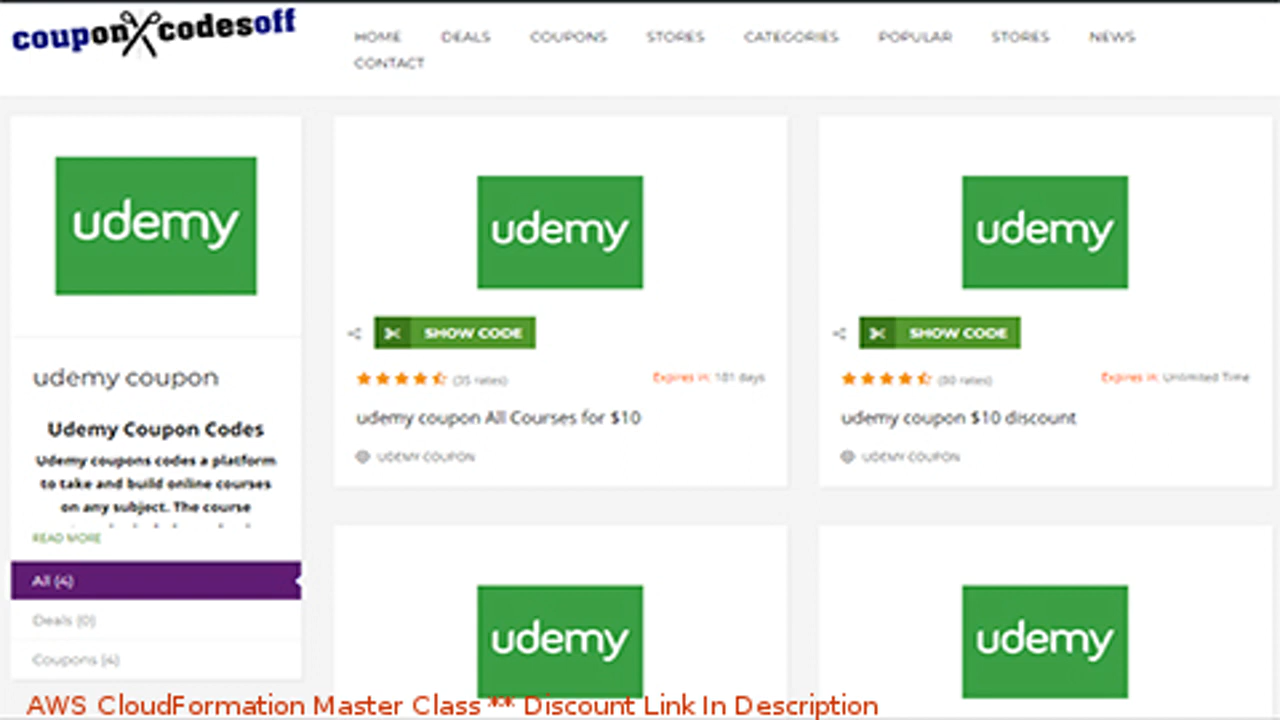 couponcodesoff
HOME DEALS COUPONS STORES CATEGORIES POPULAR STORES NEWS
CONTACT
udemy
udemy coupon
Udemy Coupon Codes
Udemy coupons codes a platform
to take and build online courses
on any subject. The course
READ MORE
All (4)
Deals (0)
Coupons (4)
udemy
SHOW CODE
(35 rates) Expires in: 181 days
udemy coupon All Courses for $10
UDEMY COUPON
udemy
SHOW CODE
(80 rates) Expires in: Unlimited Time
udemy coupon $10 discount
UDEMY COUPON
udemy
udemy
AWS CloudFormation Master Class ** Discount Link In Description